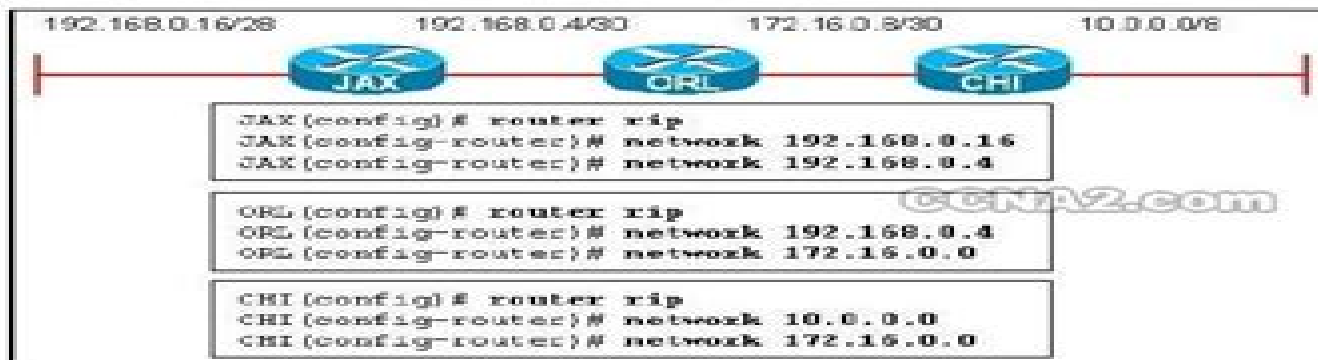 192.168.0.16/28 192.168.0.4/30 172.16.0.8/30 10.0.0.0/8
JAX ORL CHI
JAX(config)# router rip
JAX(config-router)# network 192.168.0.16
JAX(config-router)# network 192.168.0.4
CCNA2.com
ORL(config)# router rip
ORL(config-router)# network 192.168.0.4
ORL(config-router)# network 172.16.0.0
CHI(config)# router rip
CHI(config-router)# network 10.0.0.0
CHI(config-router)# network 172.16.0.0